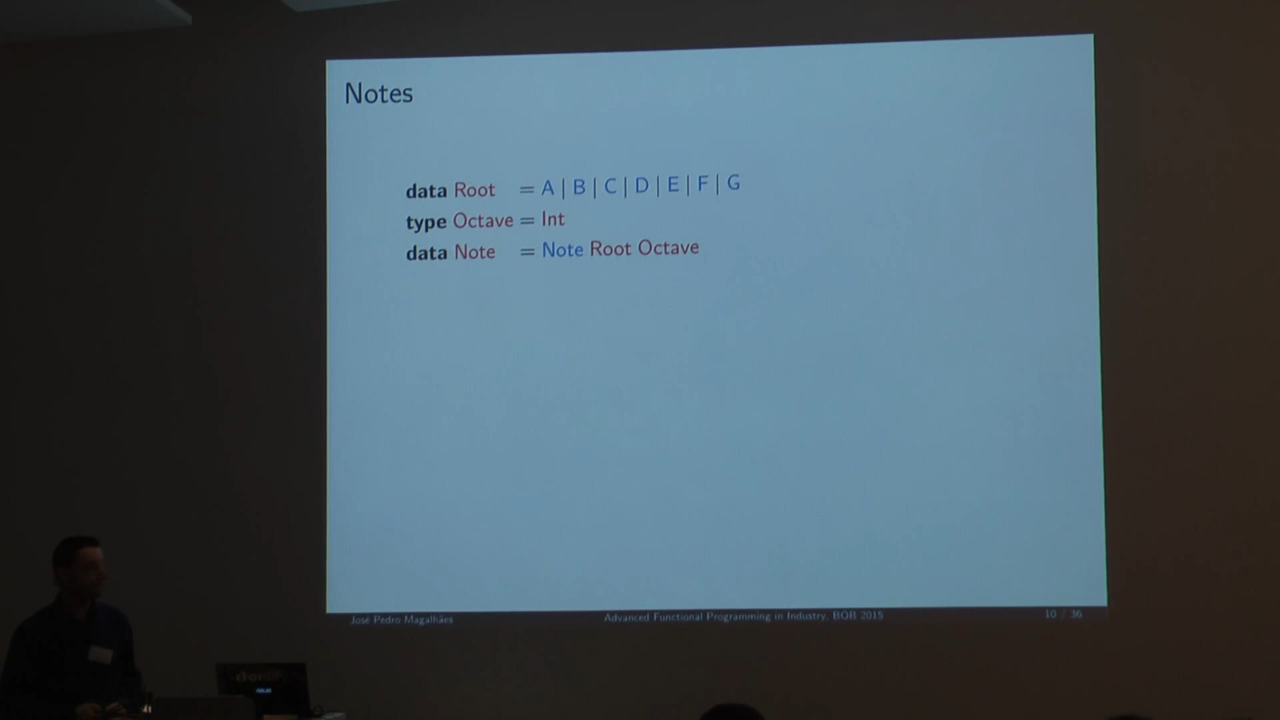 Notes
data Root = A | B | C | D | E | F | G
type Octave = Int
data Note = Note Root Octave
José Pedro Magalhães
Advanced Functional Programming in Industry, BOB 2015
10 / 36